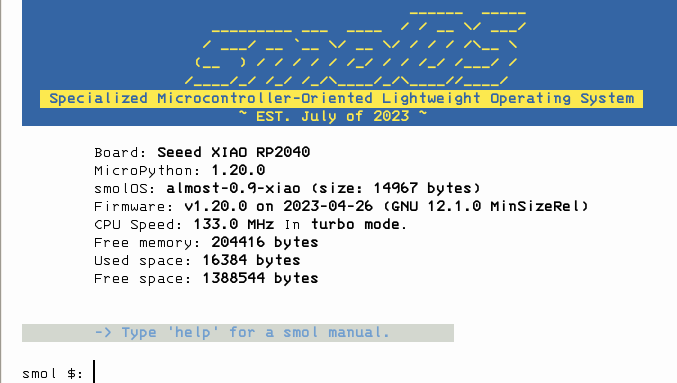 smolOS
Specialized Microcontroller-Oriented Lightweight Operating System
~ EST. July of 2023 ~
Board: Seeed XIAO RP2040
MicroPython: 1.20.0
smolOS: almost-0.9-xiao (size: 14967 bytes)
Firmware: v1.20.0 on 2023-04-26 (GNU 12.1.0 MinSizeRel)
CPU Speed: 133.0 MHz In turbo mode.
Free memory: 204416 bytes
Used space: 16384 bytes
Free space: 1388544 bytes
-> Type 'help' for a smol manual.
smol $: